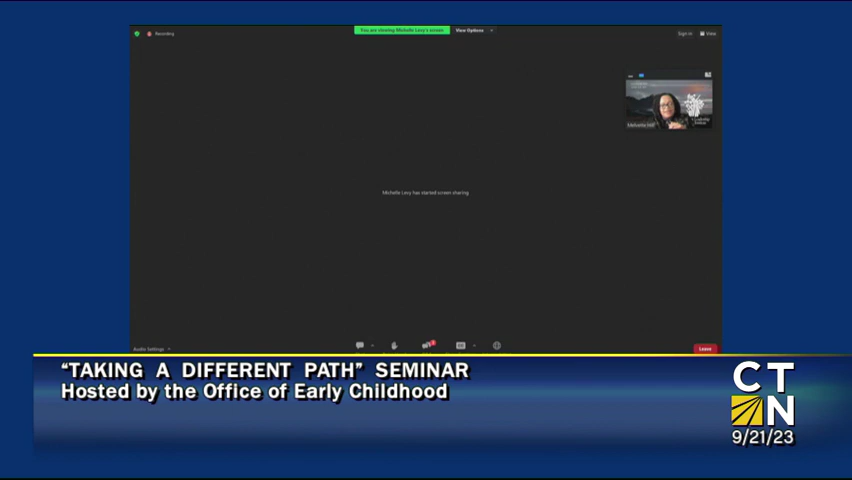 Recording
You are viewing Michelle Levy's screen
View Options
Sign in
View
Michelle Levy has started screen sharing
Audio Settings
Leave
“TAKING A DIFFERENT PATH” SEMINAR
Hosted by the Office of Early Childhood
CT
N
9/21/23